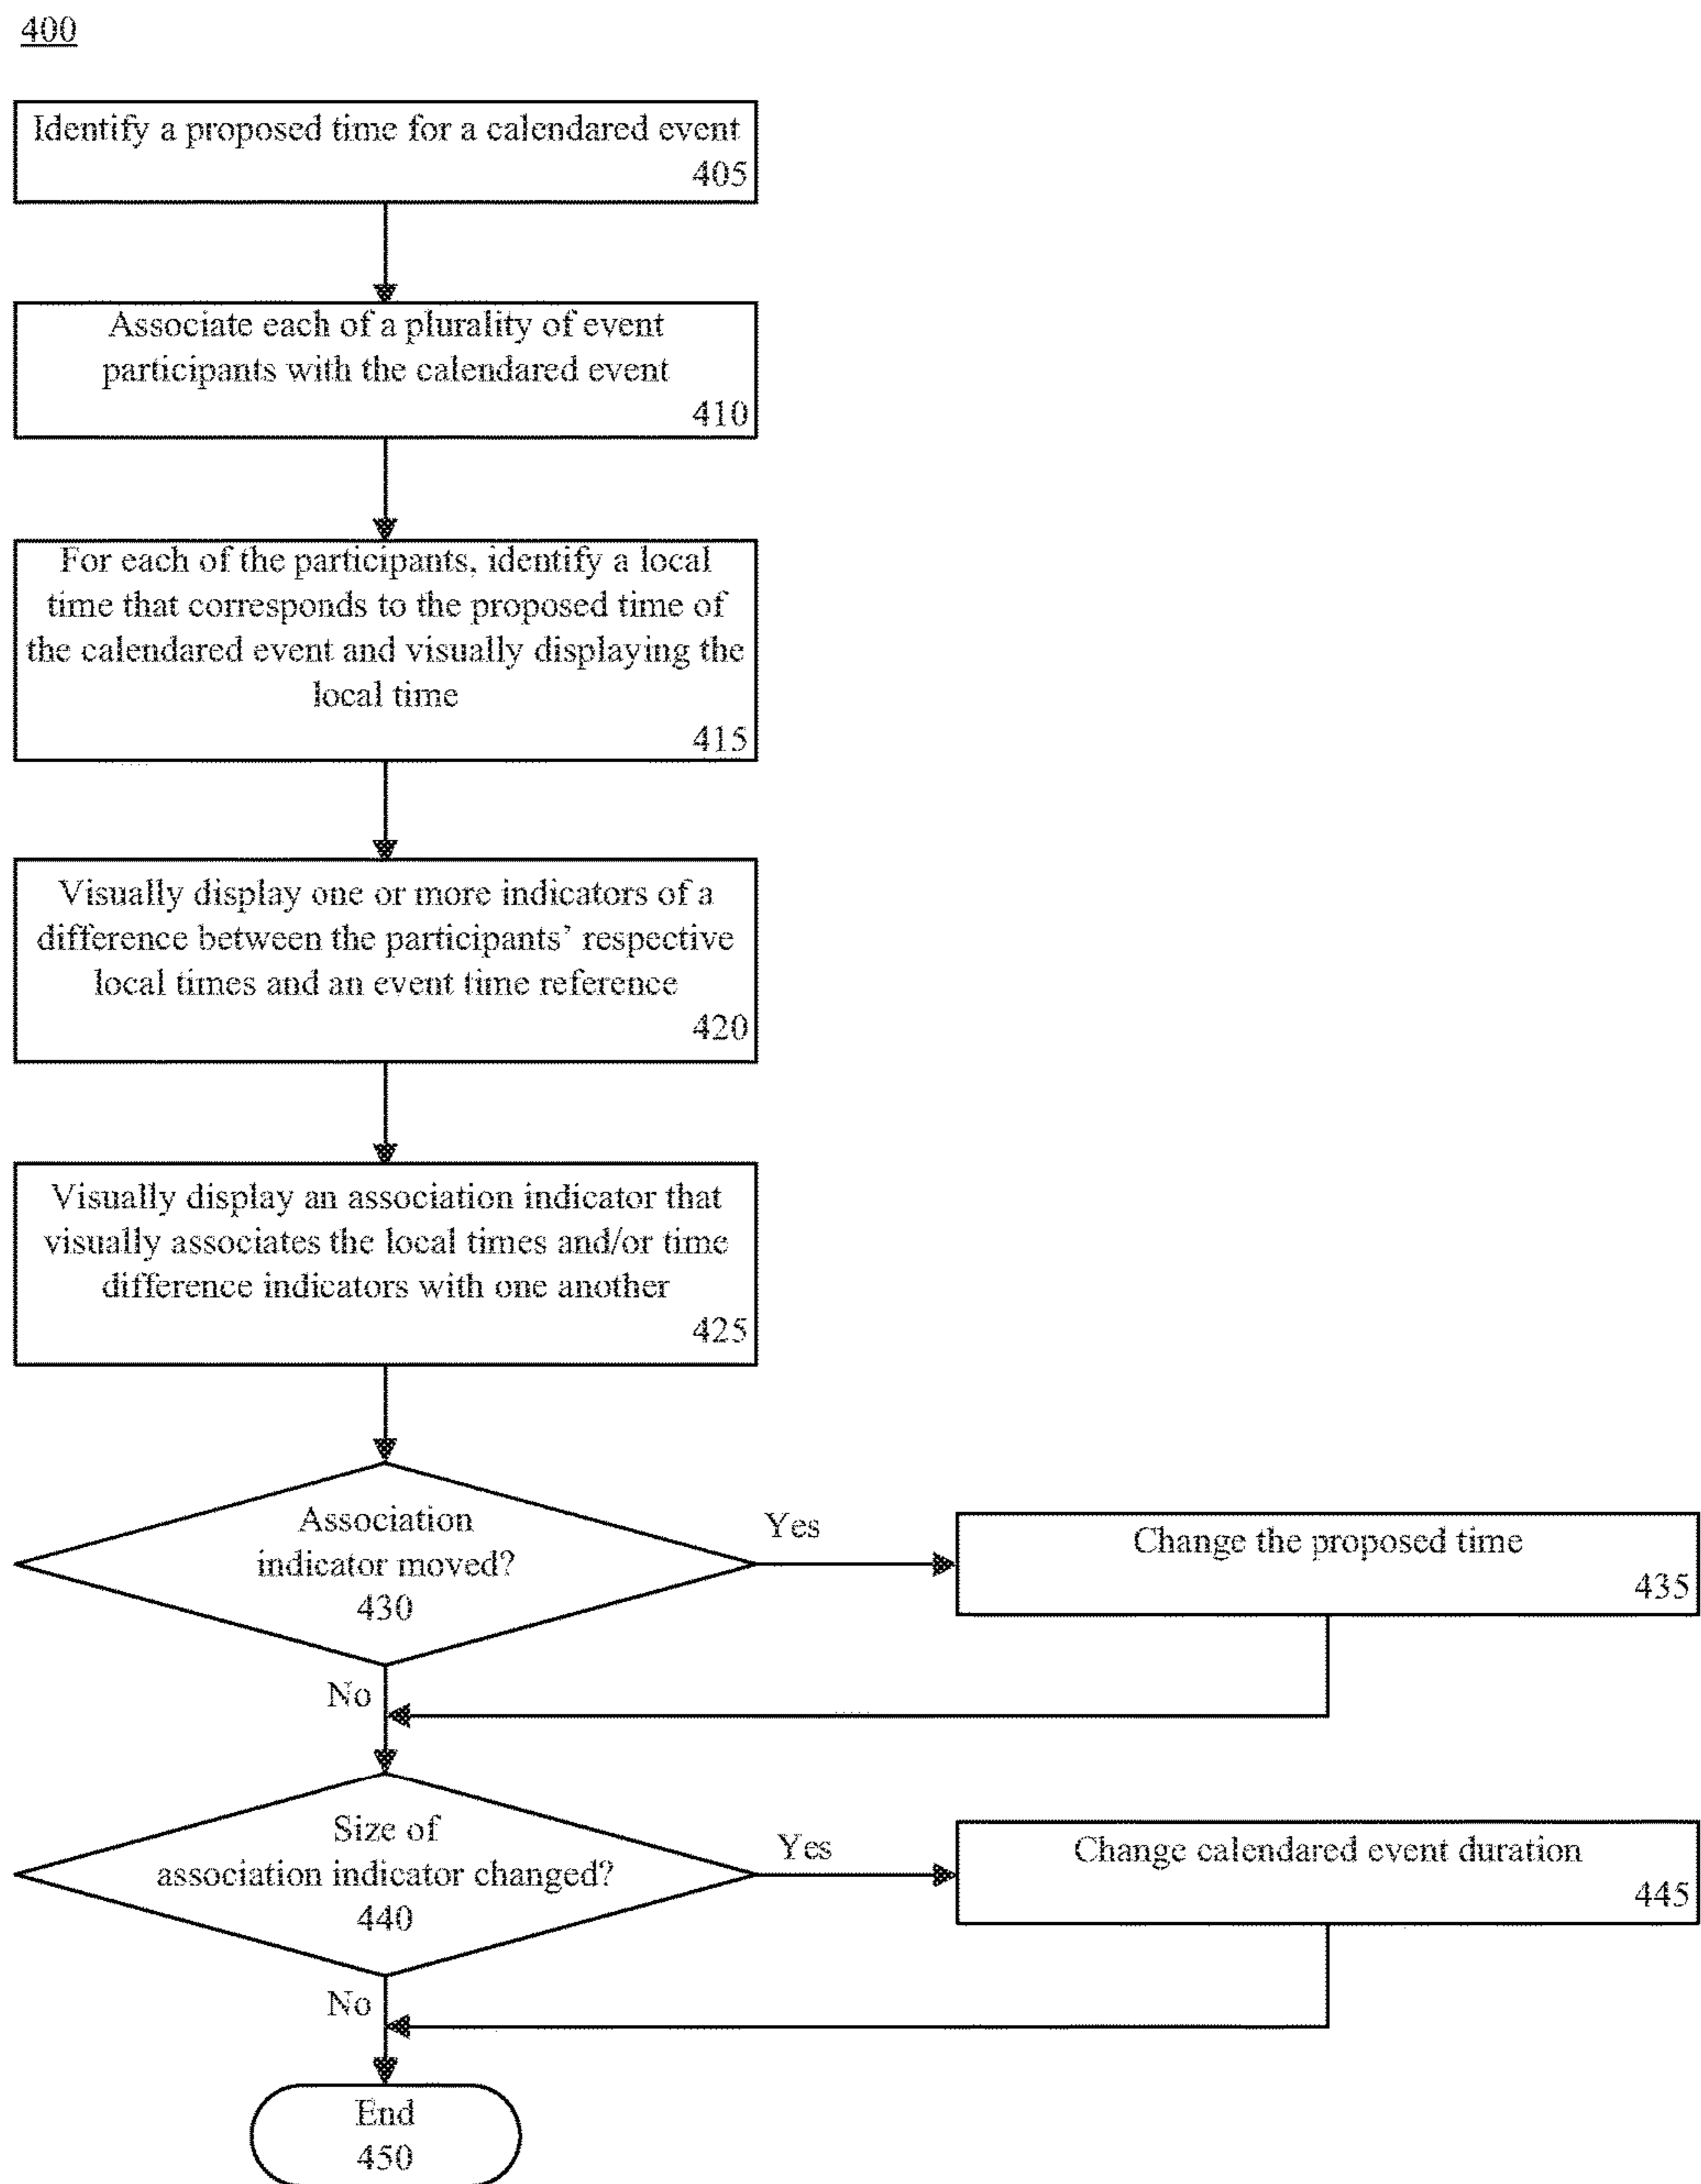 400
Identify a proposed time for a calendared event
405
Associate each of a plurality of event
participants with the calendared event
410
For each of the participants, identify a local
time that corresponds to the proposed time of
the calendared event and visually displaying the
local time
415
Visually display one or more indicators of a
difference between the participants’ respective
local times and an event time reference
420
Visually display an association indicator that
visually associates the local times and/or time
difference indicators with one another
425
Association
indicator moved?
430
Yes
Change the proposed time
435
No
Size of
association indicator changed?
440
Yes
Change calendared event duration
445
No
End
450